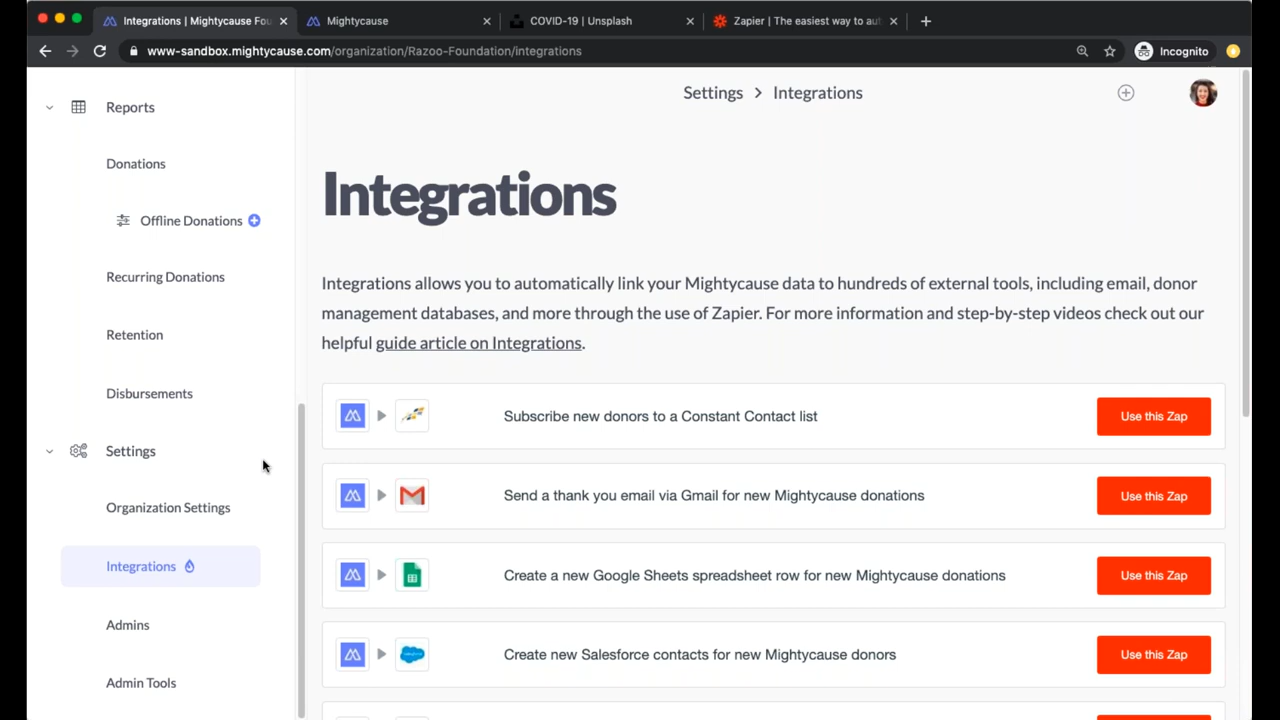 Integrations | Mightycause Fou
Mightycause
COVID-19 | Unsplash
Zapier | The easiest way to aut
www-sandbox.mightycause.com/organization/Razoo-Foundation/integrations
Incognito
Reports
Donations
Offline Donations
Recurring Donations
Retention
Disbursements
Settings
Organization Settings
Integrations
Admins
Admin Tools
Settings > Integrations
Integrations
Integrations allows you to automatically link your Mightycause data to hundreds of external tools, including email, donor
management databases, and more through the use of Zapier. For more information and step-by-step videos check out our
helpful guide article on Integrations.
Subscribe new donors to a Constant Contact list
Use this Zap
Send a thank you email via Gmail for new Mightycause donations
Use this Zap
Create a new Google Sheets spreadsheet row for new Mightycause donations
Use this Zap
Create new Salesforce contacts for new Mightycause donors
Use this Zap